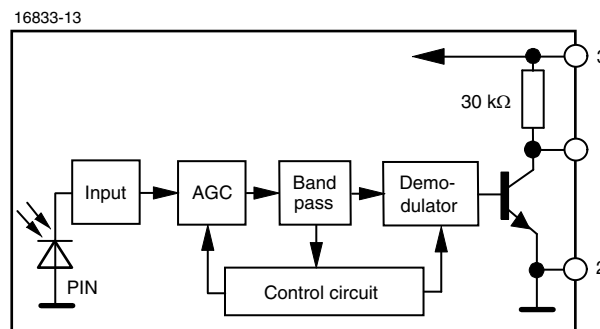 16833-13
3
30 kΩ
Input
AGC
Band
pass
Demo-
dulator
2
PIN
Control circuit